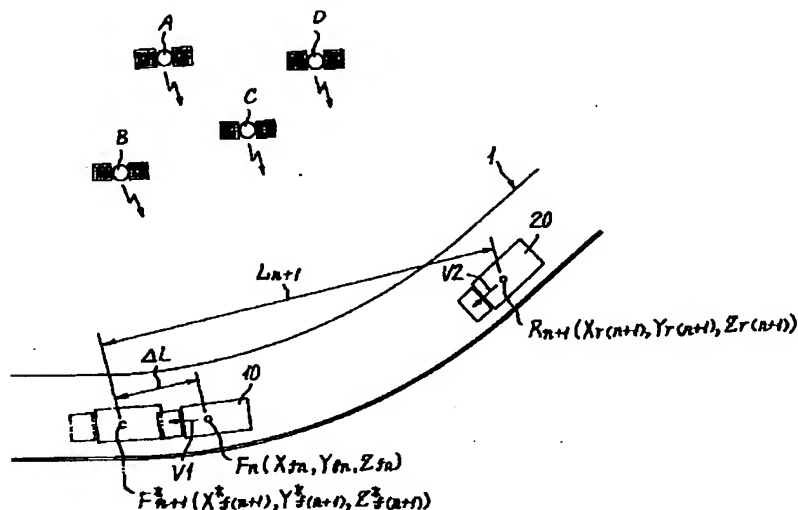 A
D
C
B
1
20
Ln+1
V2
Rn+1 (Xr(n+1), Yr(n+1), Zr(n+1))
ΔL
10
V1
Fn (Xfn, Yfn, Zfn)
F*n+1 (X*f(n+1), Y*f(n+1), Z*f(n+1))